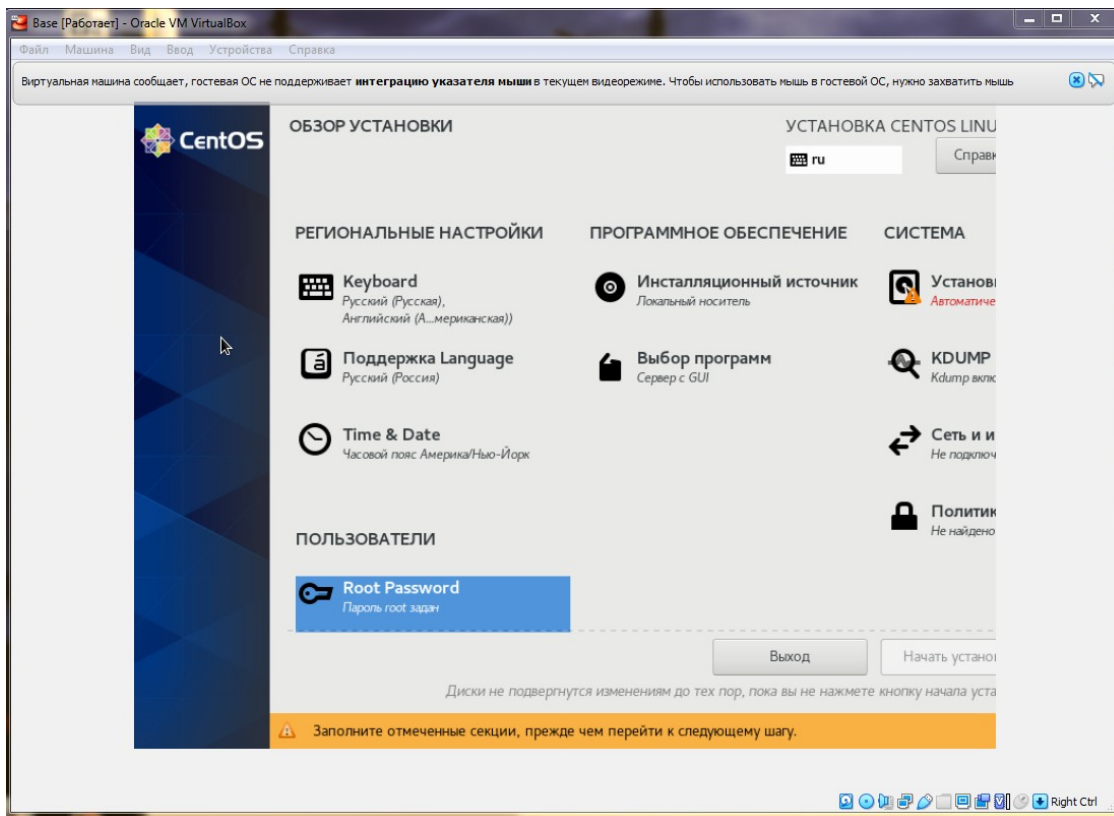 Base [Работает] - Oracle VM VirtualBox
Файл Машина Вид Ввод Устройства Справка
Виртуальная машина сообщает, гостевая ОС не поддерживает интеграцию указателя мыши в текущем видеорежиме. Чтобы использовать мышь в гостевой ОС, нужно захватить мышь
CentOS
ОБЗОР УСТАНОВКИ
УСТАНОВКА CENTOS LINU
ru
Справк
РЕГИОНАЛЬНЫЕ НАСТРОЙКИ
Keyboard
Русский (Русская),
Английский (А...мериканская))
Поддержка Language
Русский (Россия)
Time & Date
Часовой пояс Америка/Нью-Йорк
ПРОГРАММНОЕ ОБЕСПЕЧЕНИЕ
Инсталляционный источник
Локальный носитель
Выбор программ
Сервер с GUI
СИСТЕМА
Установ
Автоматиче
KDUMP
Kdump вклю
Сеть и и
Не подключ
Политик
Не найдено
ПОЛЬЗОВАТЕЛИ
Root Password
Пароль root задан
Выход
Начать устано
Диски не подвергнутся изменениям до тех пор, пока вы не нажмете кнопку начала уста
Заполните отмеченные секции, прежде чем перейти к следующему шагу.
Right Ctrl